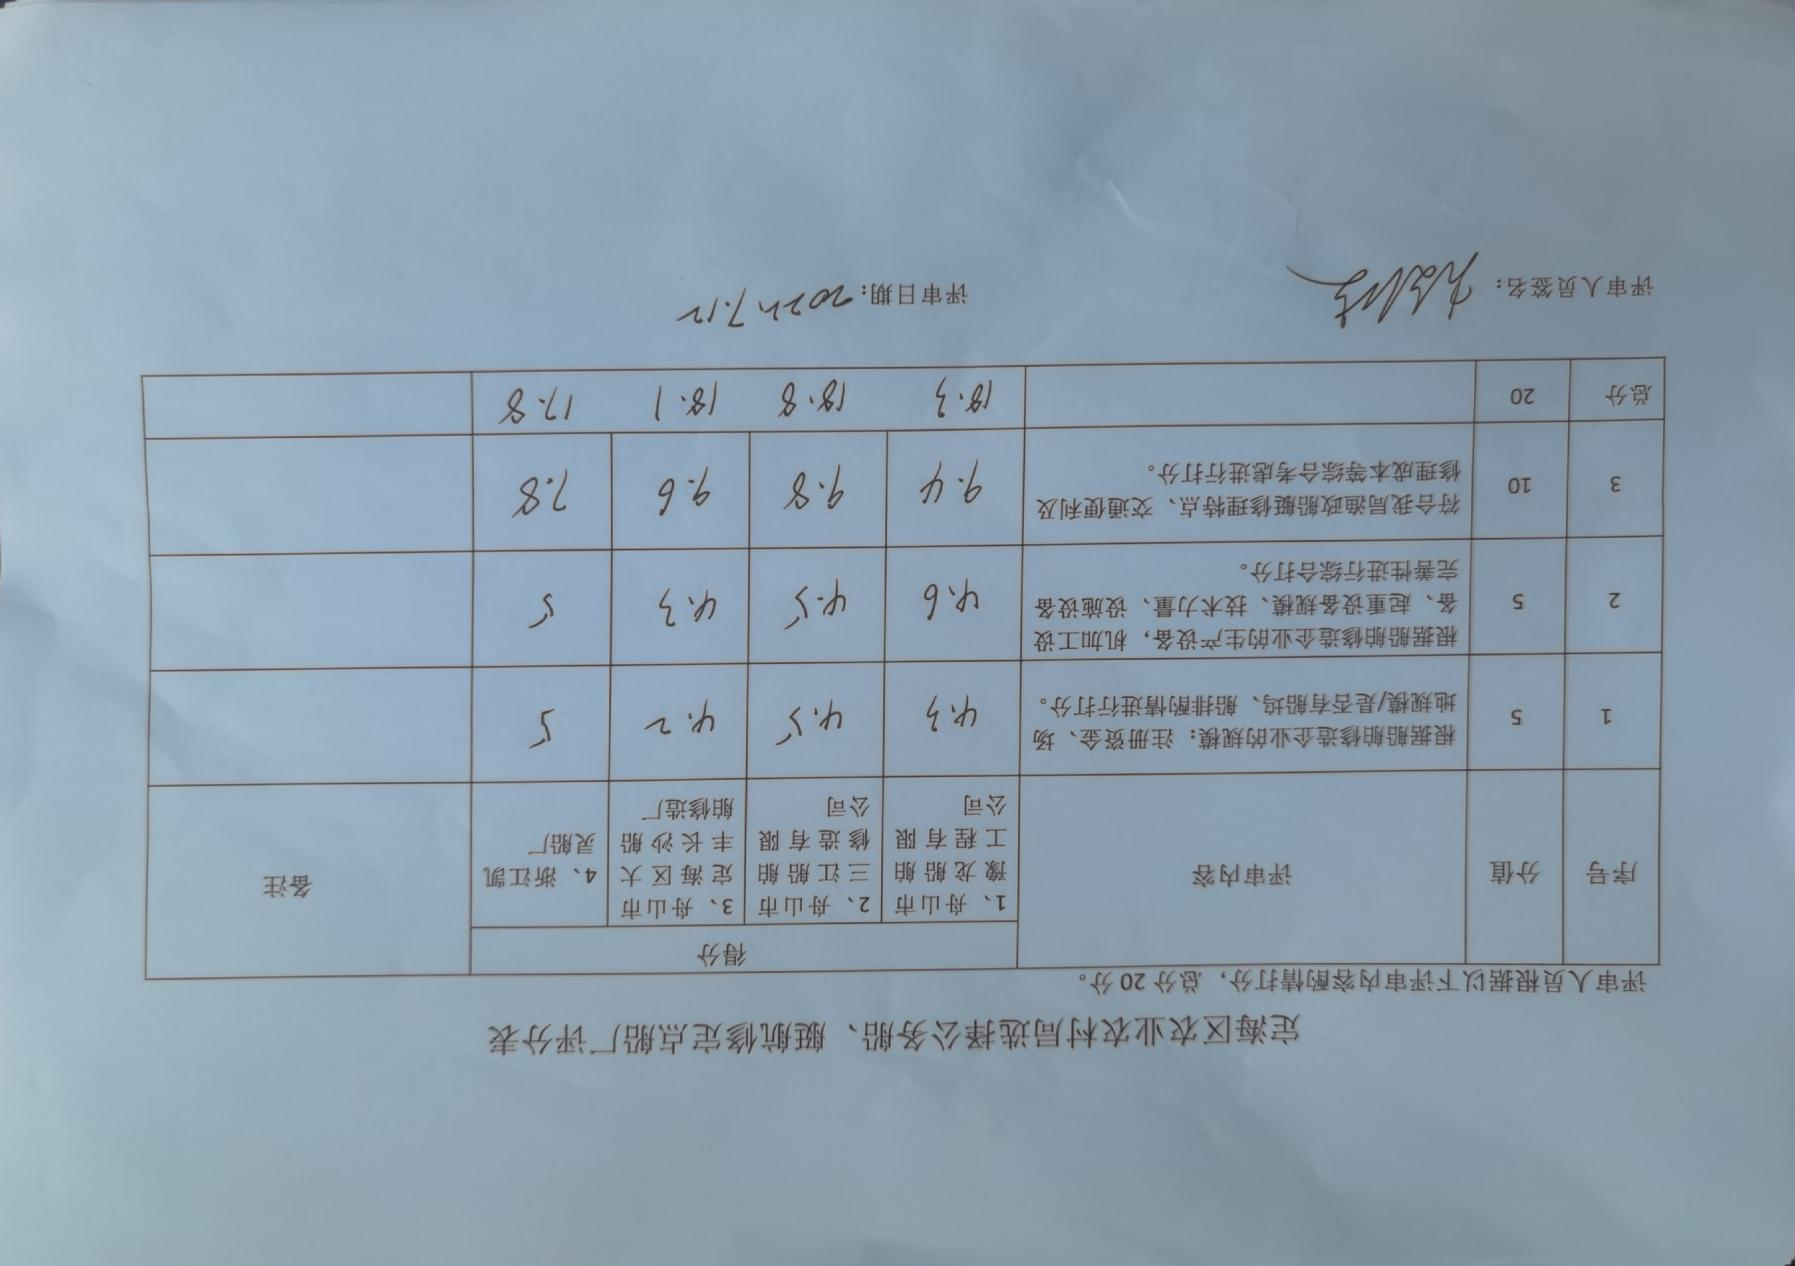 定海区农业农村局选择公务船、艇航修定点船厂评分表
评审人员根据以下评审内容酌情打分，总分 20 分。
序号 分值 评审内容 得分 备注
1、舟山市
豫龙船舶
工程有限
公司
2、舟山市
三江船舶
修造有限
公司
3、舟山市
定海区大
丰长沙船
舶修造厂
4、浙江凯
灵船厂
1 5
根据船舶修造企业的规模：注册资金、场
地规模/是否有船坞、船排酌情进行打分。
4.3 4.5 4.2 5
2 5
根据船舶修造企业的生产设备，机加工设
备、起重设备规模、技术力量、设施设备
完善性进行综合打分。
4.6 4.5 4.3 5
3 10
符合我局渔政船艇修理特点、交通便利及
修理成本等综合考虑进行打分。
9.4 9.8 9.6 7.8
总分 20 18.3 18.8 18.1 17.8
评审人员签名： 评审日期：2024.7.12